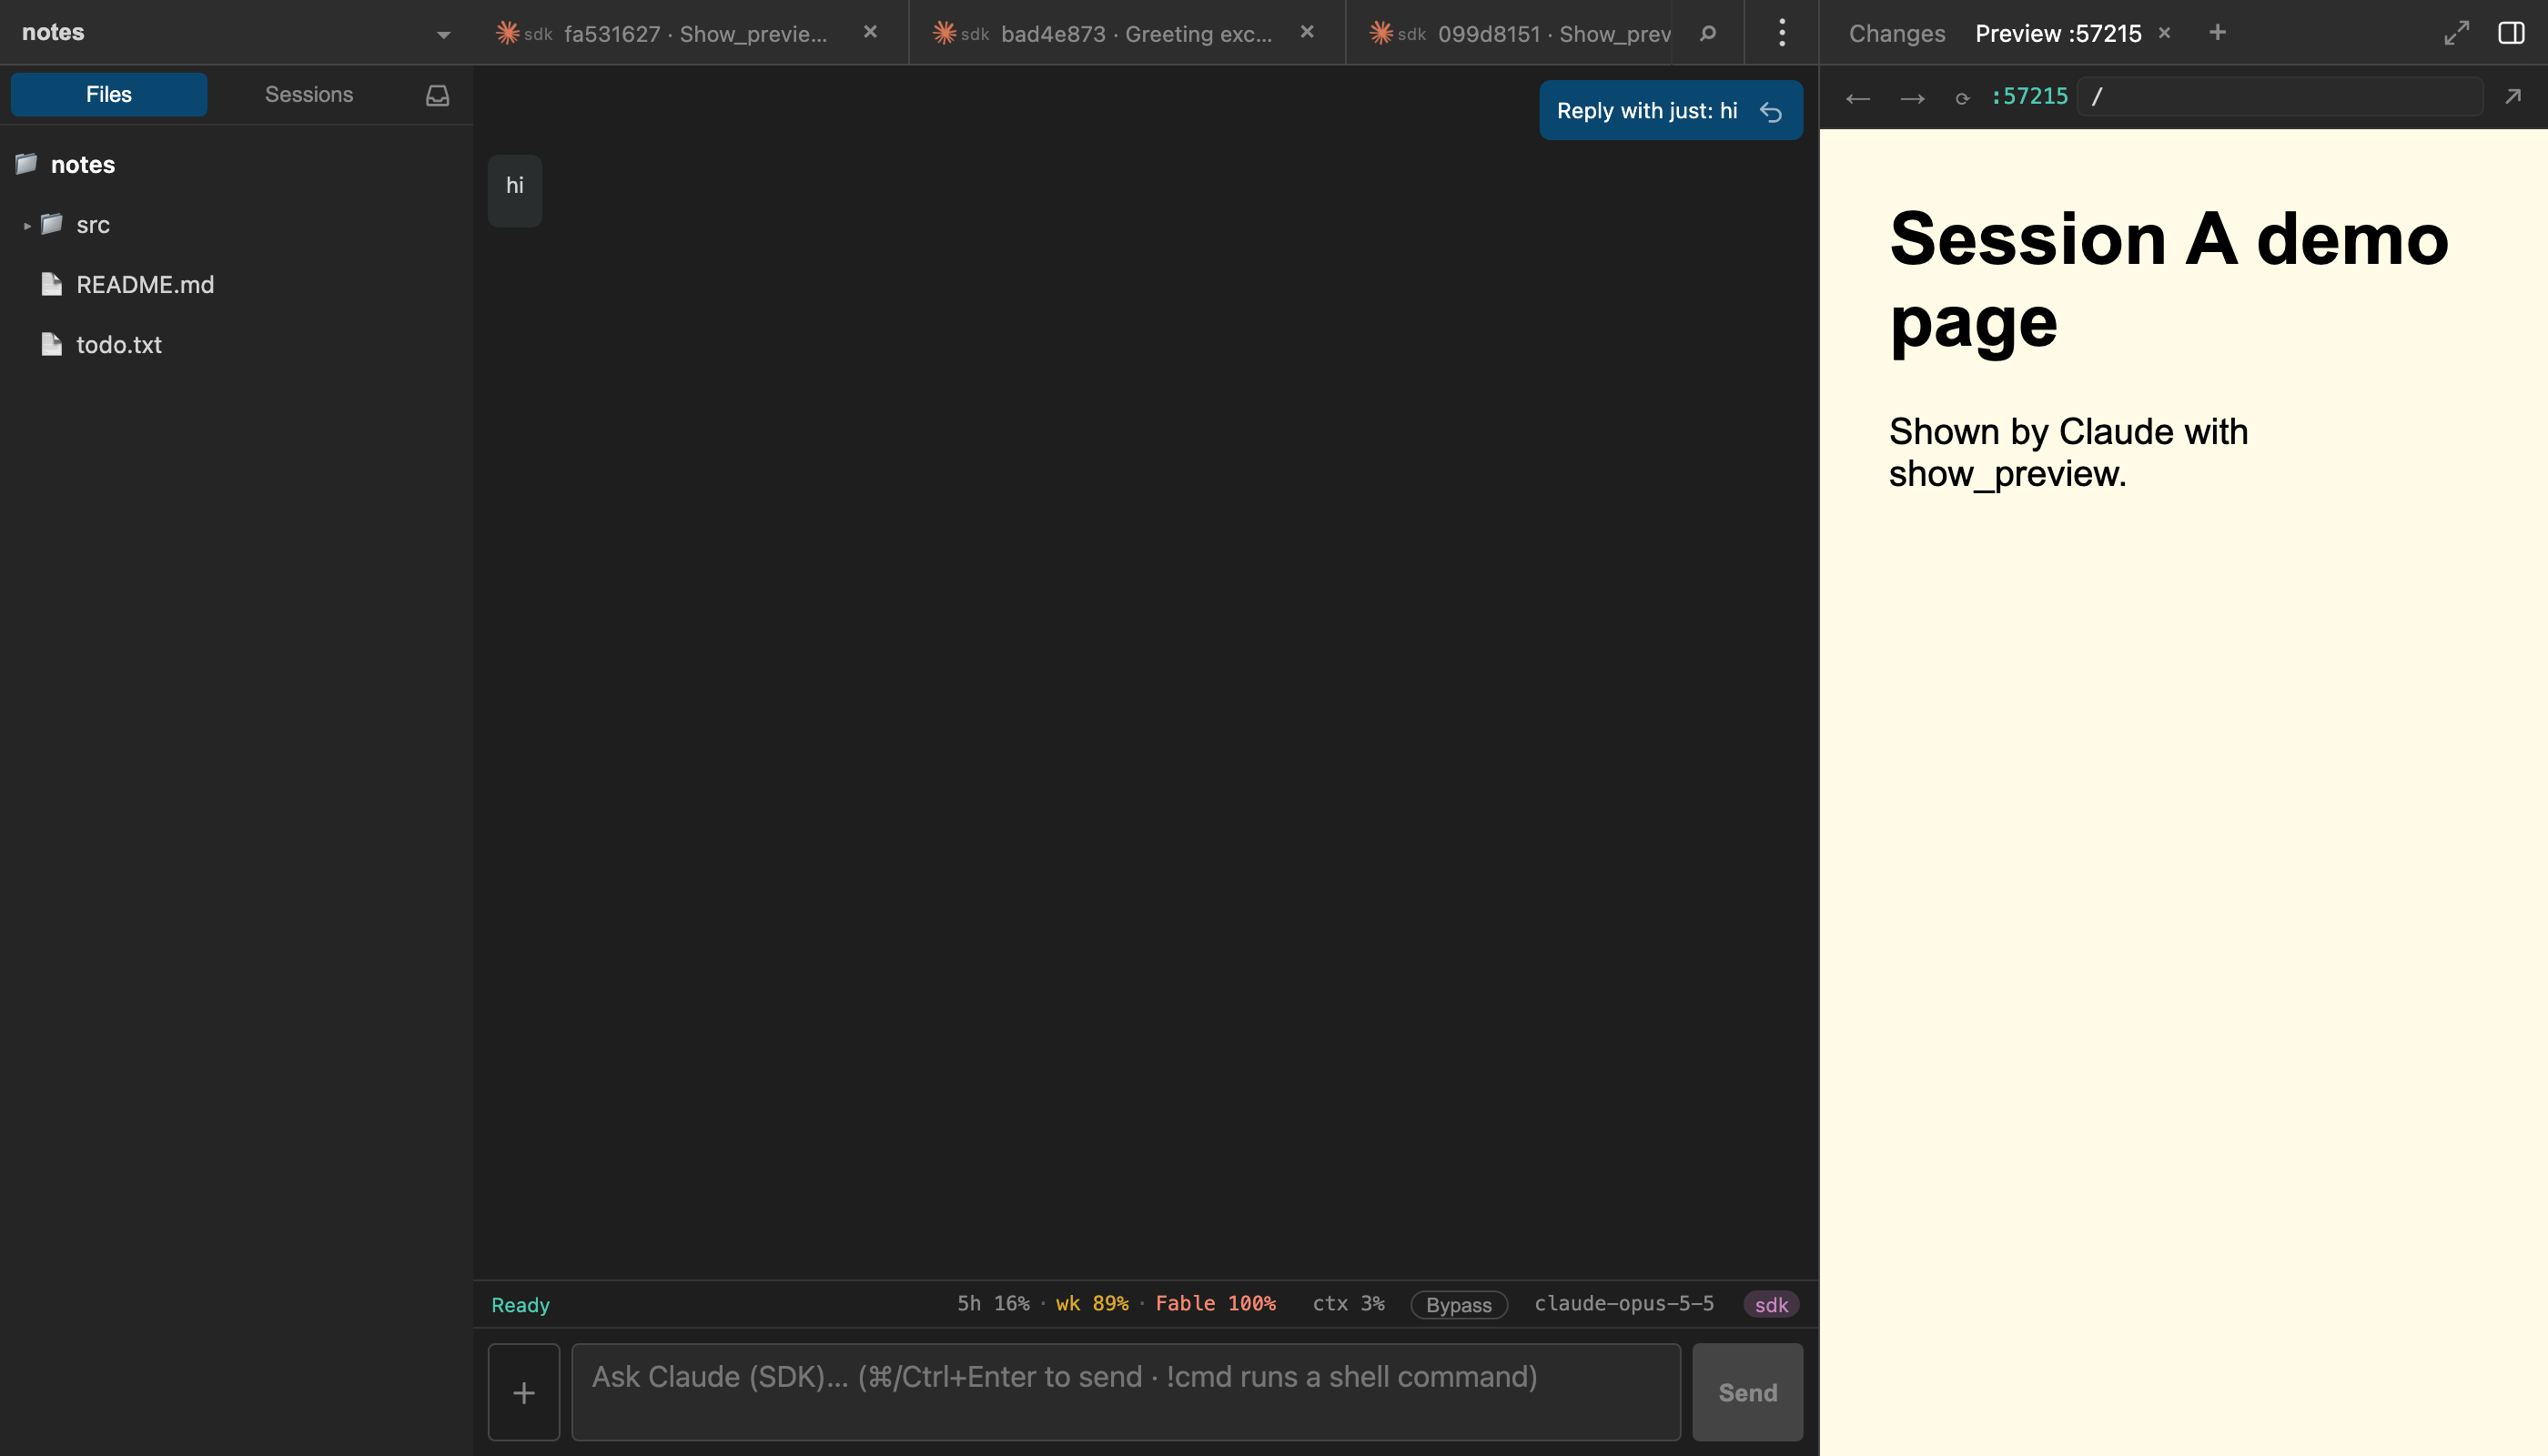 notes
sdk fa531627 · Show_previe...
sdk bad4e873 · Greeting exc...
sdk 099d8151 · Show_prev
Changes
Preview :57215
Files
Sessions
:57215
/
notes
src
README.md
todo.txt
Reply with just: hi
hi
Session A demo
page
Shown by Claude with
show_preview.
Ready
5h 16% · wk 89% · Fable 100%
ctx 3%
Bypass
claude-opus-5-5
sdk
Ask Claude (SDK)... (⌘/Ctrl+Enter to send · !cmd runs a shell command)
Send